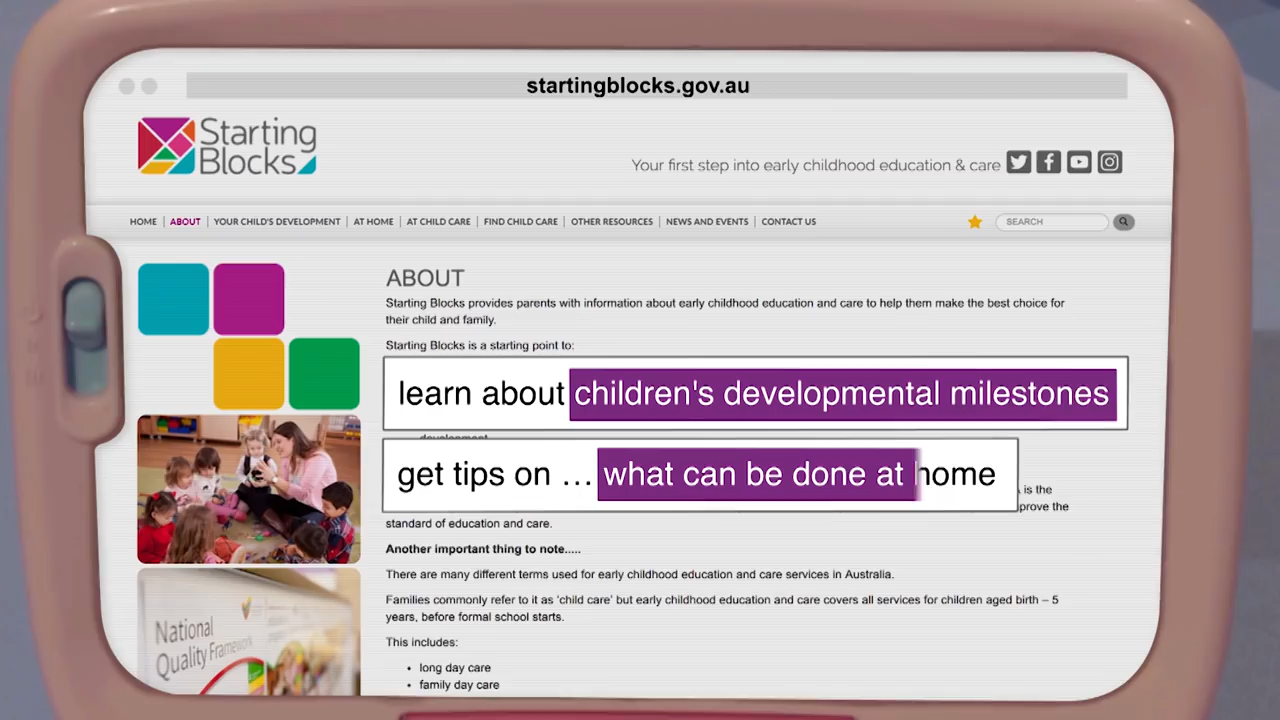 startingblocks.gov.au
Starting
Blocks
Your first step into early childhood education & care
HOME | ABOUT | YOUR CHILD'S DEVELOPMENT | AT HOME | AT CHILD CARE | FIND CHILD CARE | OTHER RESOURCES | NEWS AND EVENTS | CONTACT US
SEARCH
ABOUT
Starting Blocks provides parents with information about early childhood education and care to help them make the best choice for
their child and family.
Starting Blocks is a starting point to:
learn about children's developmental milestones
development
get tips on … what can be done at home
is the
prove the
standard of education and care.
Another important thing to note.....
There are many different terms used for early childhood education and care services in Australia.
Families commonly refer to it as 'child care' but early childhood education and care covers all services for children aged birth – 5
years, before formal school starts.
This includes:
• long day care
• family day care
National
Quality Framework